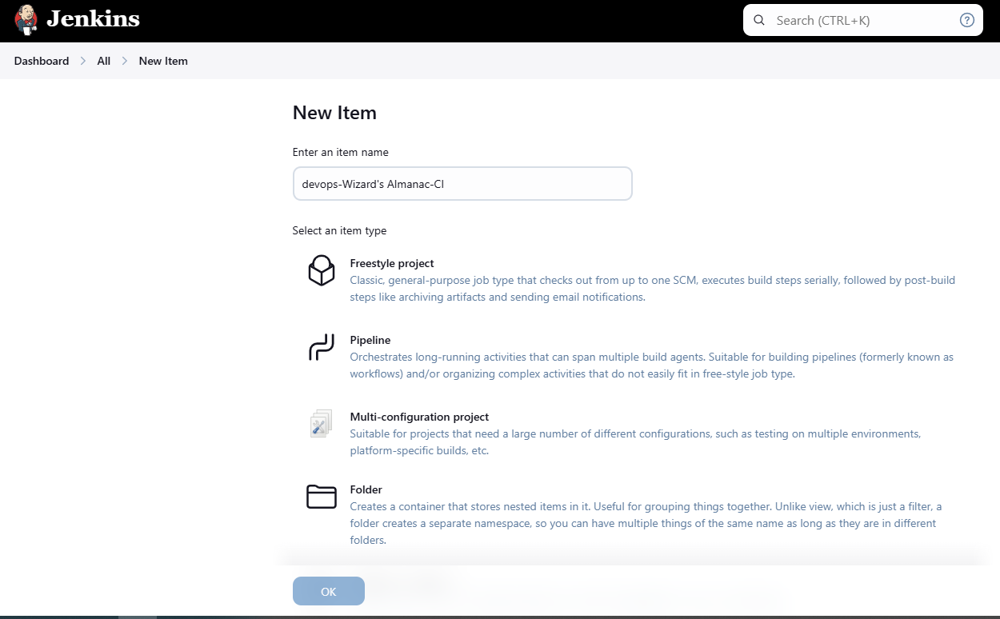 Jenkins
Search (CTRL+K)
?
Dashboard > All > New Item
New Item
Enter an item name
devops-Wizard's Almanac-CI
Select an item type
Freestyle project
Classic, general-purpose job type that checks out from up to one SCM, executes build steps serially, followed by post-build
steps like archiving artifacts and sending email notifications.
Pipeline
Orchestrates long-running activities that can span multiple build agents. Suitable for building pipelines (formerly known as
workflows) and/or organizing complex activities that do not easily fit in free-style job type.
Multi-configuration project
Suitable for projects that need a large number of different configurations, such as testing on multiple environments,
platform-specific builds, etc.
Folder
Creates a container that stores nested items in it. Useful for grouping things together. Unlike view, which is just a filter, a
folder creates a separate namespace, so you can have multiple things of the same name as long as they are in different
folders.
OK